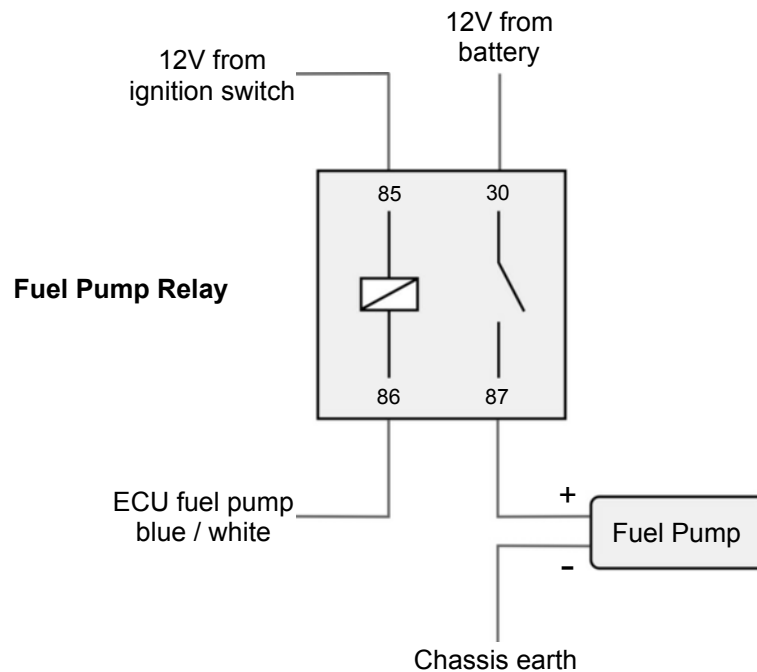 12V from
battery
12V from
ignition switch
85
30
Fuel Pump Relay
86
87
ECU fuel pump
blue / white
+
Fuel Pump
-
Chassis earth